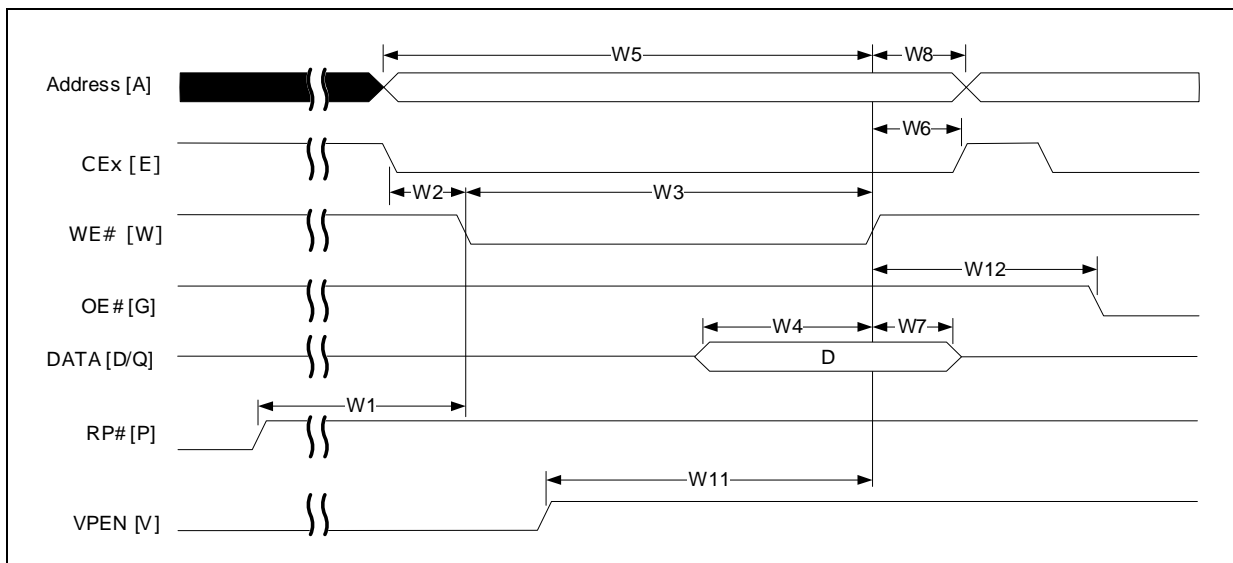 W5
W8
Address [A]
W6
CEx [E]
W2
W3
WE# [W]
W12
OE# [G]
W4
W7
DATA [D/Q]
D
W1
RP# [P]
W11
VPEN [V]